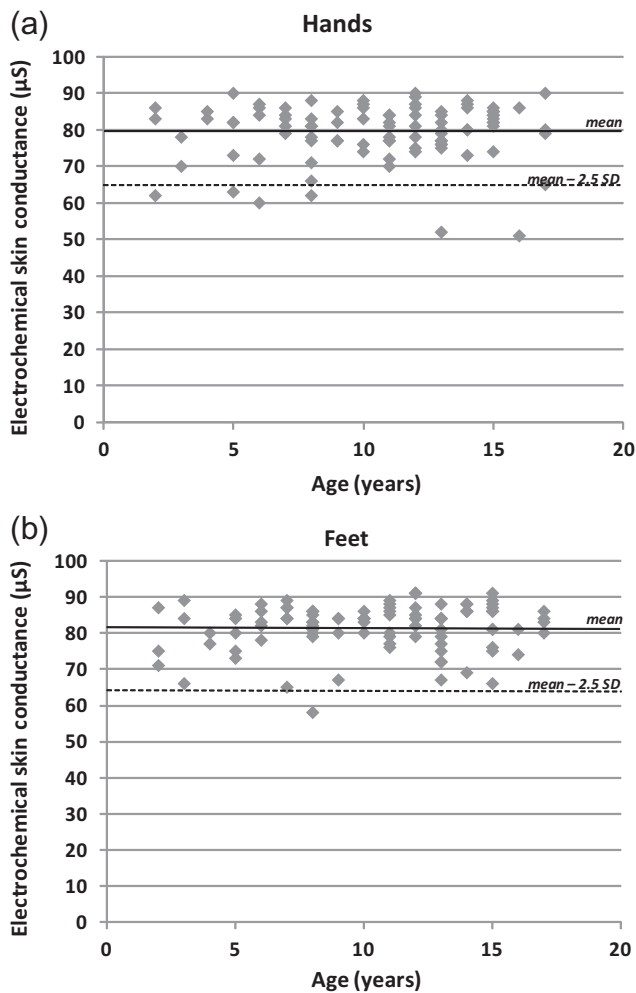 (a)
Hands
Electrochemical skin conductance (µS)
100
90
80
70
60
50
40
30
20
10
0
mean
mean – 2.5 SD
0 5 10 15 20
Age (years)
(b)
Feet
Electrochemical skin conductance (µS)
100
90
80
70
60
50
40
30
20
10
0
mean
mean – 2.5 SD
0 5 10 15 20
Age (years)